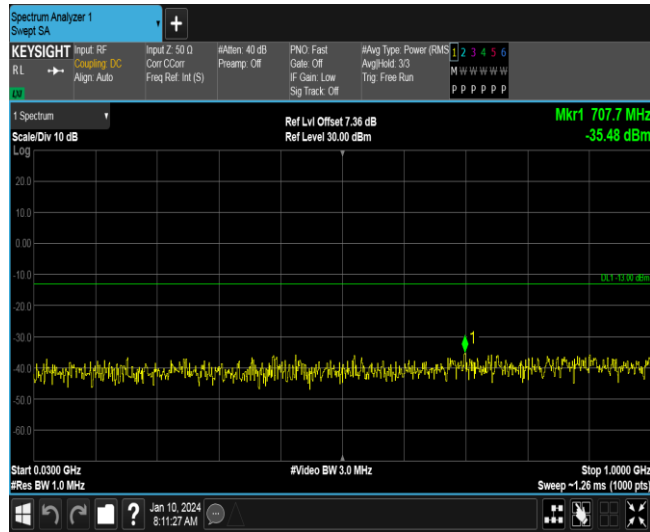 Spectrum Analyzer 1
Swept SA
+
KEYSIGHT
RL
LXI
Input: RF
Coupling: DC
Align: Auto
Input Z: 50 Ω
Corr CCorr
Freq Ref: Int (S)
#Atten: 40 dB
Preamp: Off
PNO: Fast
Gate: Off
IF Gain: Low
Sig Track: Off
#Avg Type: Power (RMS
Avg|Hold: 3/3
Trig: Free Run
1 2 3 4 5 6
M W W W W W
P P P P P P
1 Spectrum
Scale/Div 10 dB
Log
Ref Lvl Offset 7.36 dB
Ref Level 30.00 dBm
Mkr1 707.7 MHz
-35.48 dBm
20.0
10.0
0.00
-10.0
DL1 -13.00 dBm
-20.0
-30.0
1
-40.0
-50.0
-60.0
Start 0.0300 GHz
#Res BW 1.0 MHz
#Video BW 3.0 MHz
Stop 1.0000 GHz
Sweep ~1.26 ms (1000 pts)
?
Jan 10, 2024
8:11:27 AM